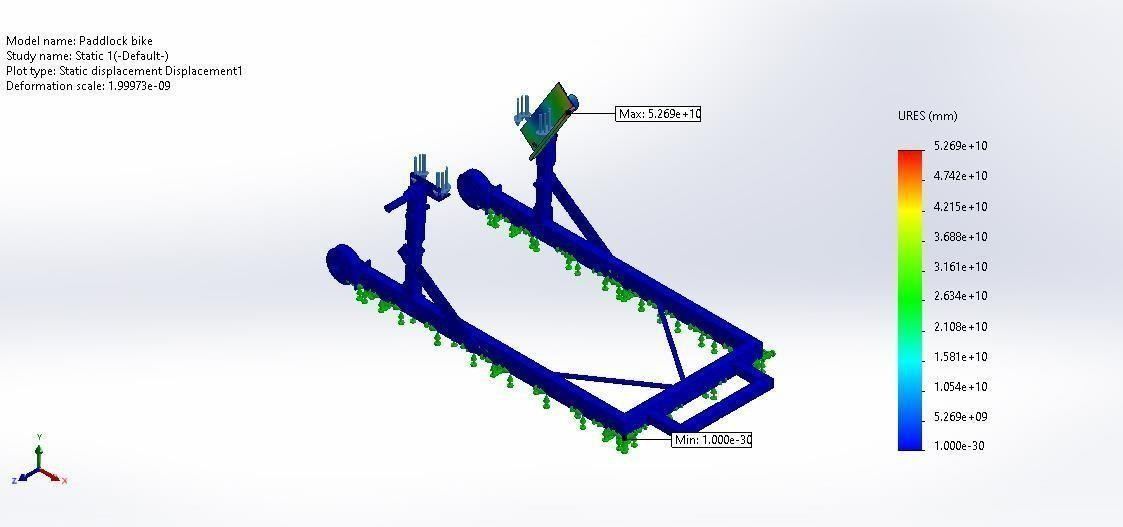 Model name: Paddlock bike
Study name: Static 1(-Default-)
Plot type: Static displacement Displacement1
Deformation scale: 1.99973e-09
Max: 5.269e+10
URES (mm)
5.269e+10
4.742e+10
4.215e+10
3.688e+10
3.161e+10
2.634e+10
2.108e+10
1.581e+10
1.054e+10
5.269e+09
1.000e-30
Min: 1.000e-30
Y
Z
X